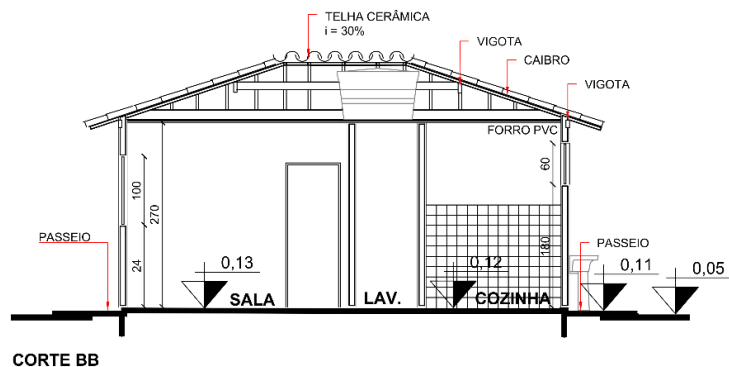 TELHA CERÂMICA
i = 30%
VIGOTA
CAIBRO
VIGOTA
FORRO PVC
60
100
270
PASSEIO
180
PASSEIO
24
0,13
0,12
0,11
0,05
SALA
LAV.
COZINHA
CORTE BB